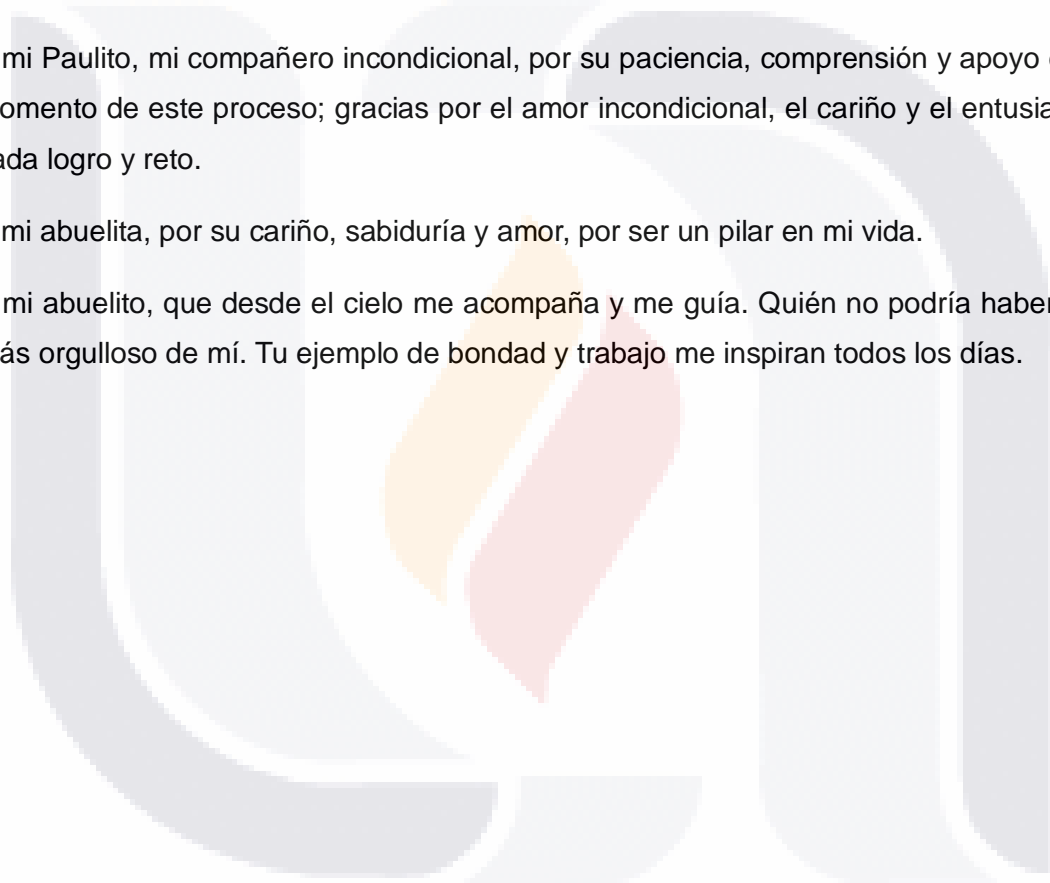 mi Paulito, mi compañero incondicional, por su paciencia, comprensión y apoyo
omento de este proceso; gracias por el amor incondicional, el cariño y el entusia
ada logro y reto.
mi abuelita, por su cariño, sabiduría y amor, por ser un pilar en mi vida.
mi abuelito, que desde el cielo me acompaña y me guía. Quién no podría haber
ás orgulloso de mí. Tu ejemplo de bondad y trabajo me inspiran todos los días.